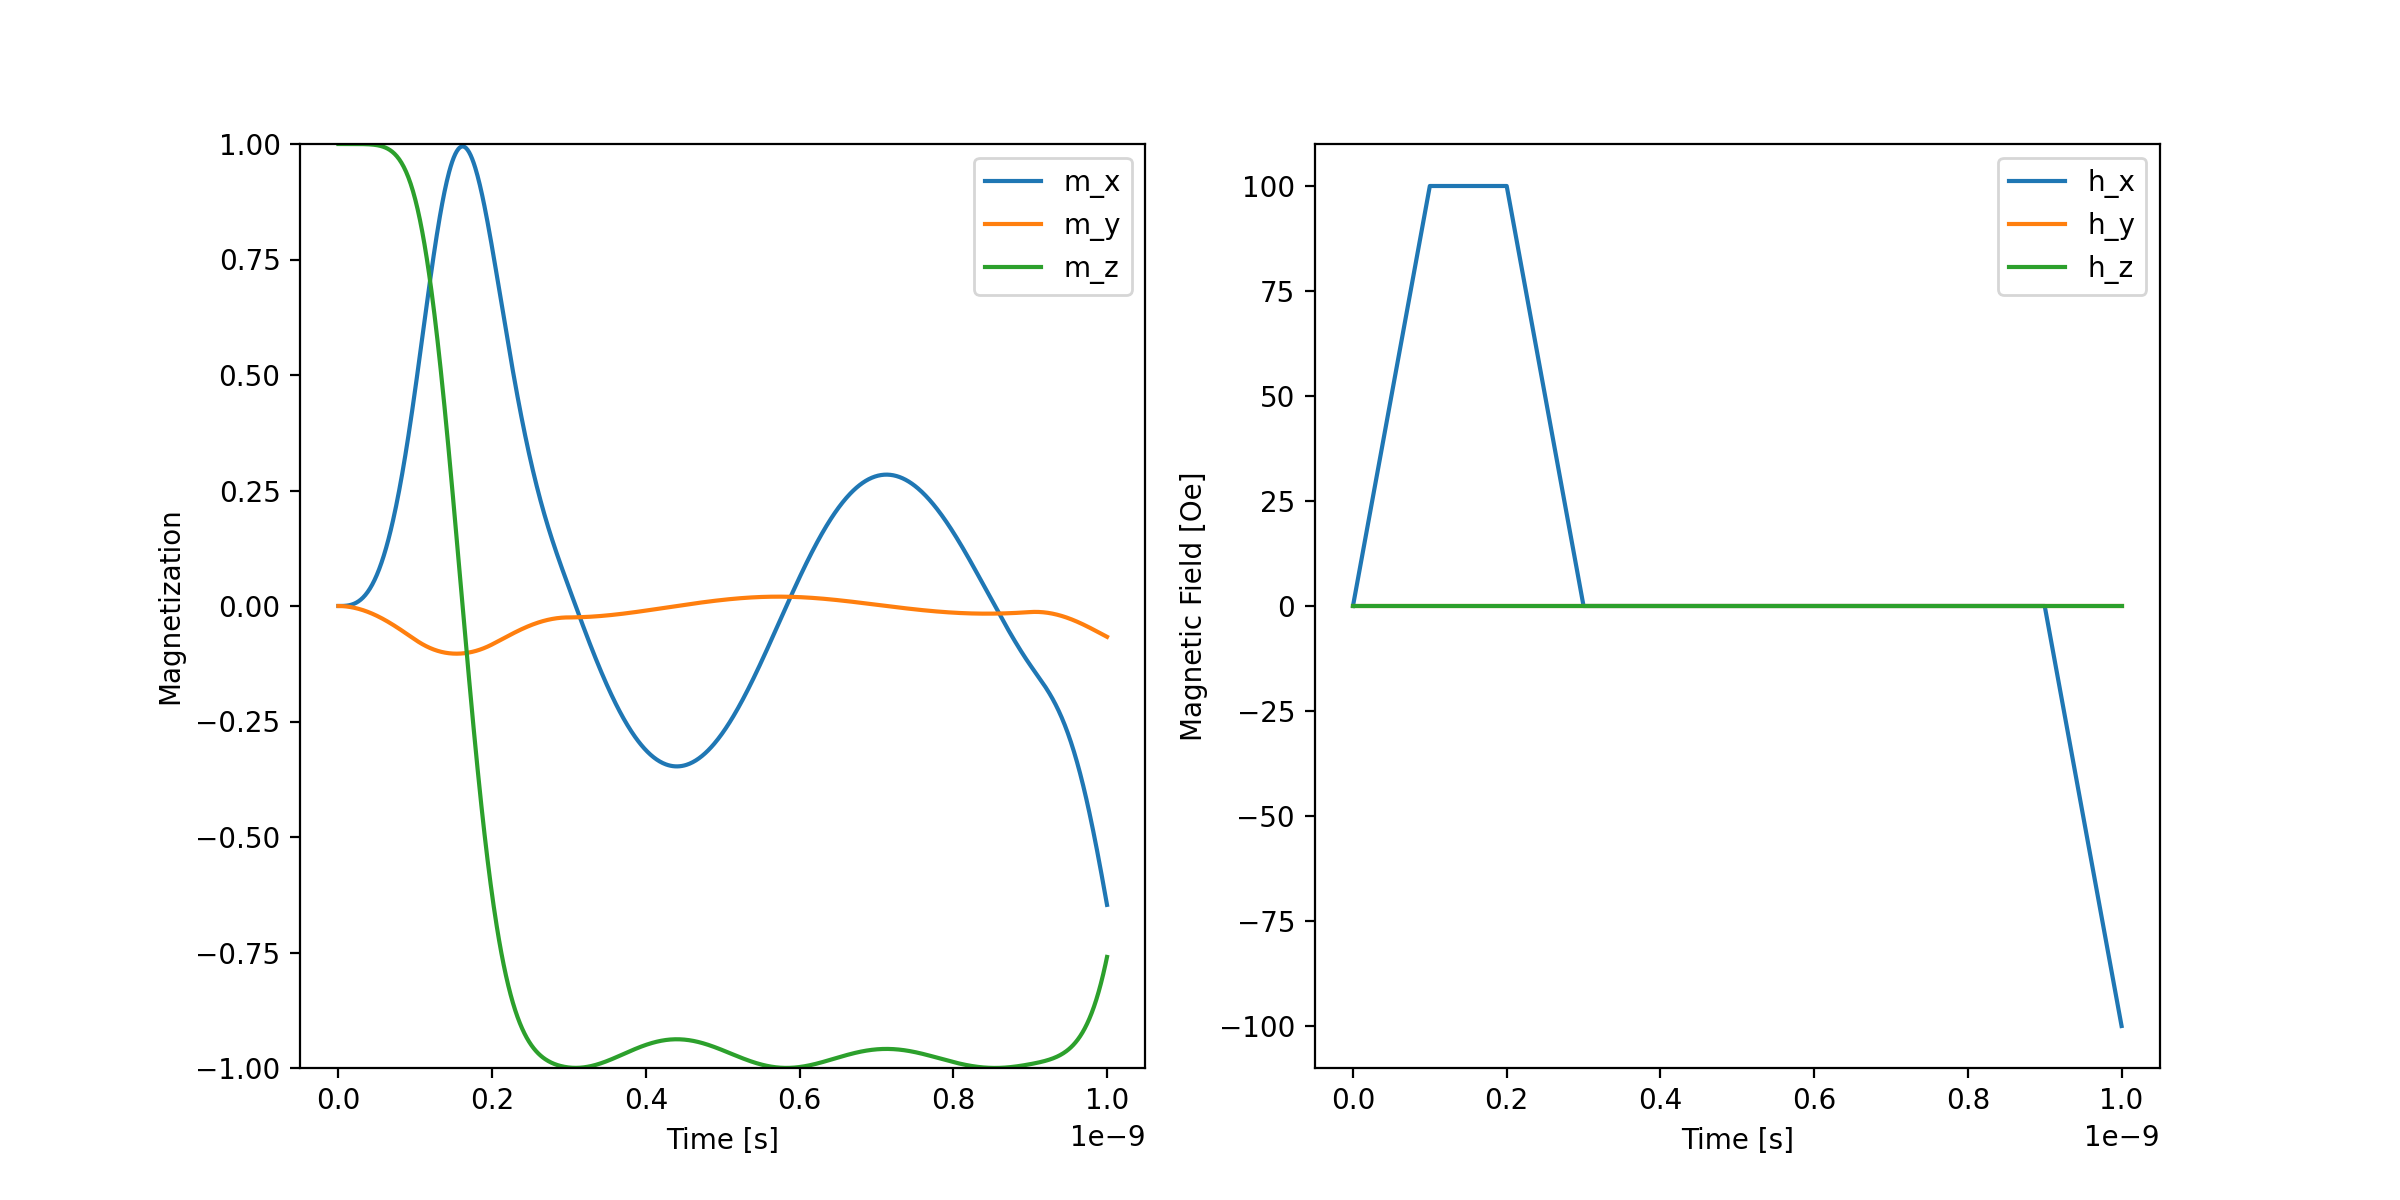 Magnetization
1.00
0.75
0.50
0.25
0.00
−0.25
−0.50
−0.75
−1.00
m_x
m_y
m_z
0.0 0.2 0.4 0.6 0.8 1.0
1e−9
Time [s]
Magnetic Field [Oe]
100
75
50
25
0
−25
−50
−75
−100
h_x
h_y
h_z
0.0 0.2 0.4 0.6 0.8 1.0
1e−9
Time [s]